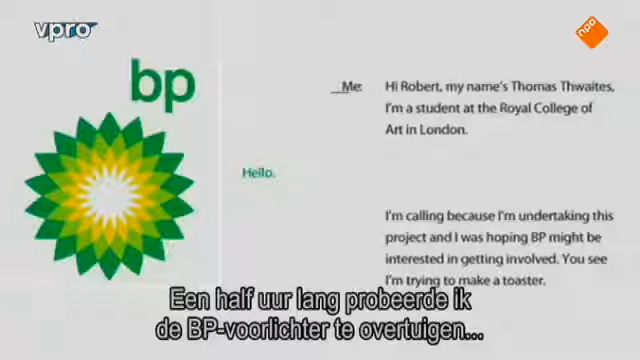 vpro
npo
bp
Me: Hi Robert, my name's Thomas Thwaites,
I'm a student at the Royal College of
Art in London.
Hello.
I'm calling because I'm undertaking this
project and I was hoping BP might be
interested in getting involved. You see
I'm trying to make a toaster.
Een half uur lang probeerde ik
de BP-voorlichter te overtuigen...